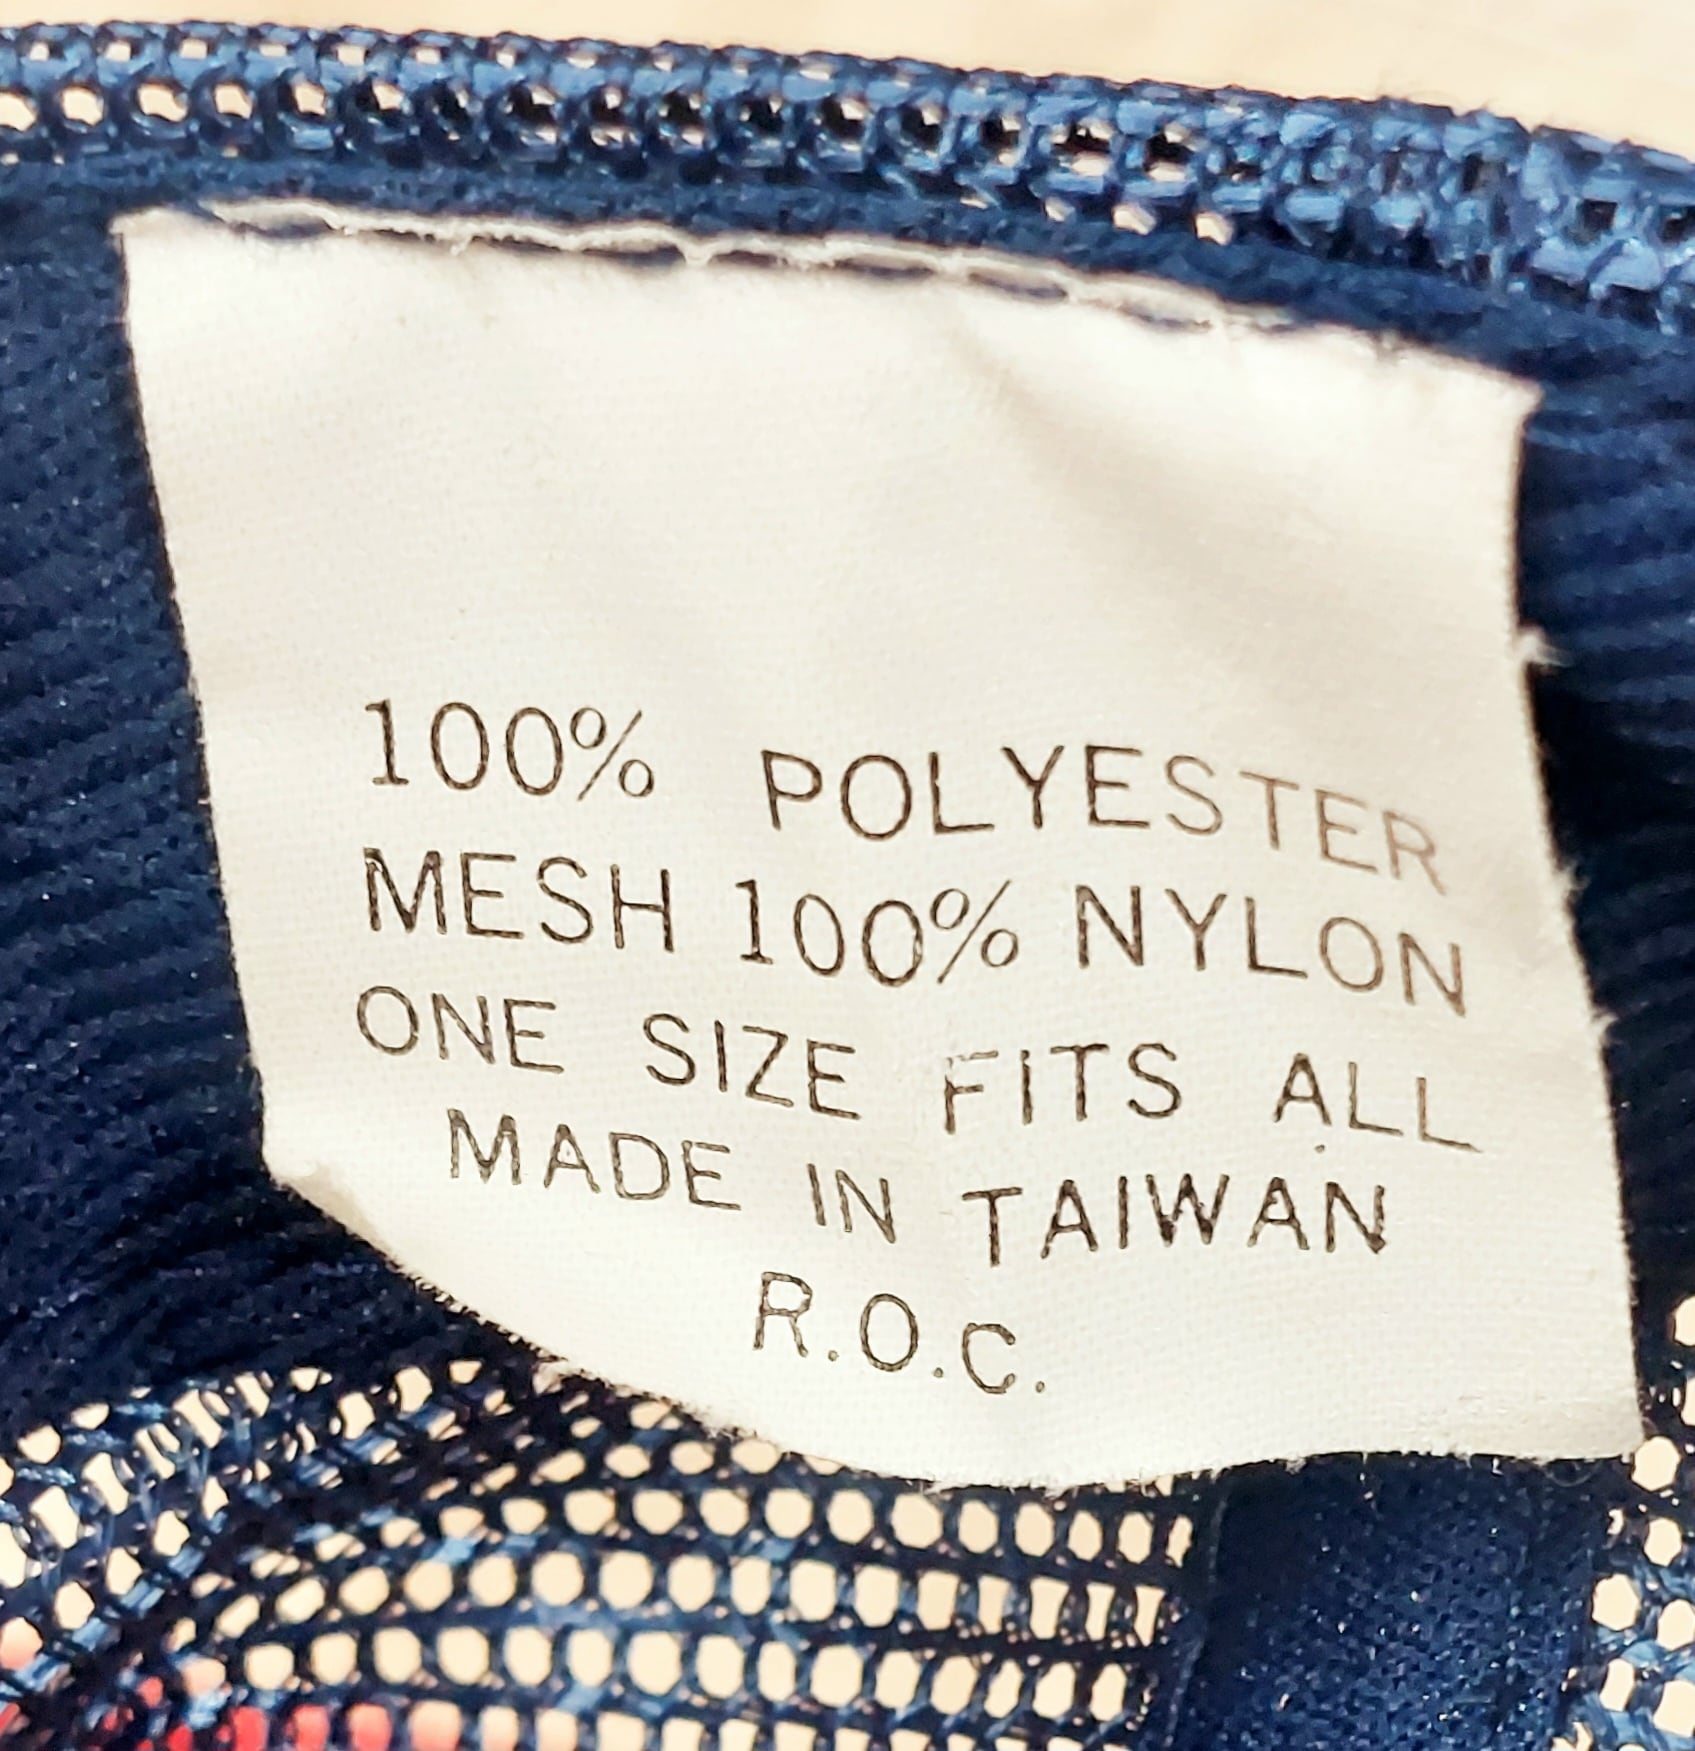 100% POLYESTER
MESH 100% NYLON
ONE SIZE FITS ALL
MADE IN TAIWAN
R.O.C.